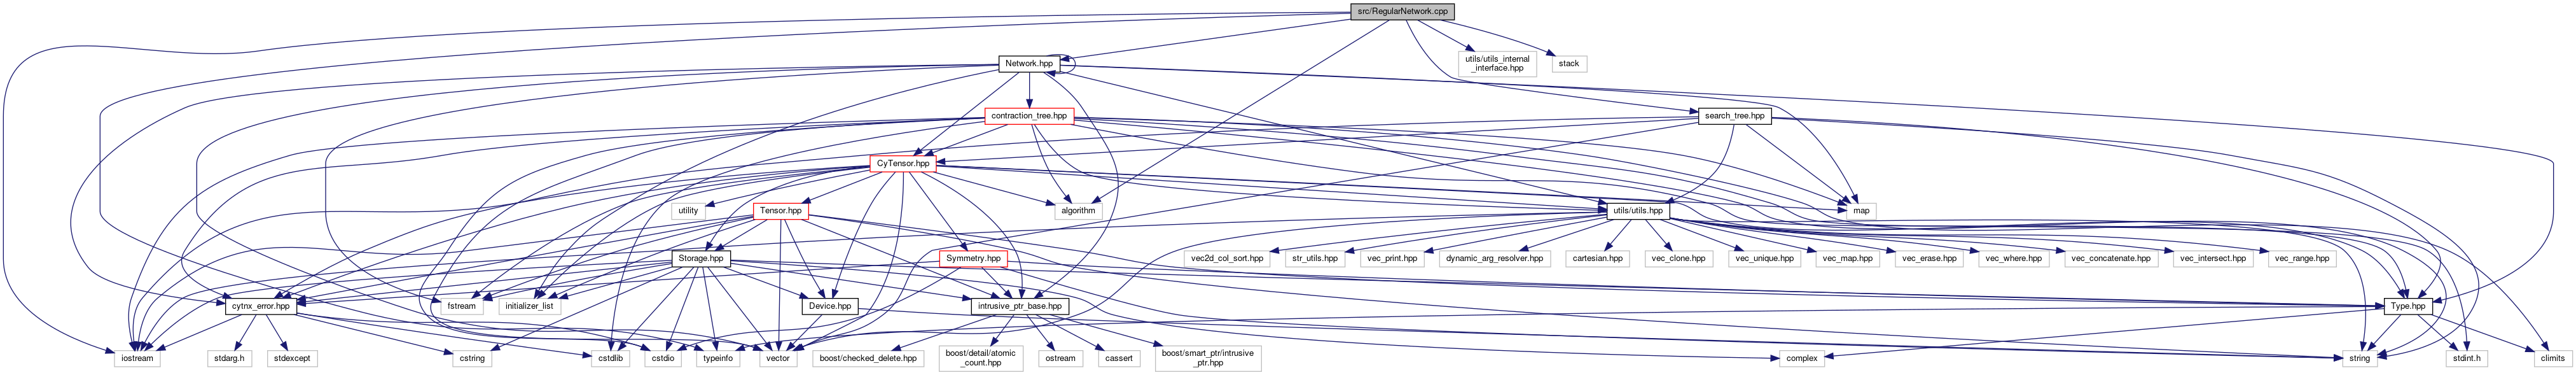 src/RegularNetwork.cpp
Network.hpp
utils/utils_internal
_interface.hpp
stack
contraction_tree.hpp
search_tree.hpp
CyTensor.hpp
utility
Tensor.hpp
algorithm
utils/utils.hpp
map
Storage.hpp
Symmetry.hpp
vec2d_col_sort.hpp
str_utils.hpp
vec_print.hpp
dynamic_arg_resolver.hpp
cartesian.hpp
vec_clone.hpp
vec_unique.hpp
vec_map.hpp
vec_erase.hpp
vec_where.hpp
vec_concatenate.hpp
vec_intersect.hpp
vec_range.hpp
cytnx_error.hpp
fstream
initializer_list
Device.hpp
intrusive_ptr_base.hpp
Type.hpp
iostream
stdarg.h
stdexcept
cstring
cstdlib
cstdio
typeinfo
vector
boost/checked_delete.hpp
boost/detail/atomic
_count.hpp
ostream
cassert
boost/smart_ptr/intrusive
_ptr.hpp
complex
string
stdint.h
climits